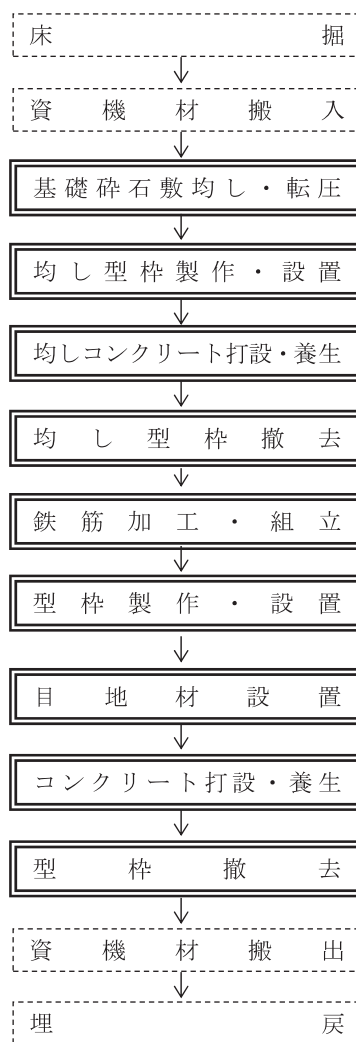 床掘
資機材搬入
基礎砕石敷均し・転圧
均し型枠製作・設置
均しコンクリート打設・養生
均し型枠撤去
鉄筋加工・組立
型枠製作・設置
目地材設置
コンクリート打設・養生
型枠撤去
資機材搬出
埋戻